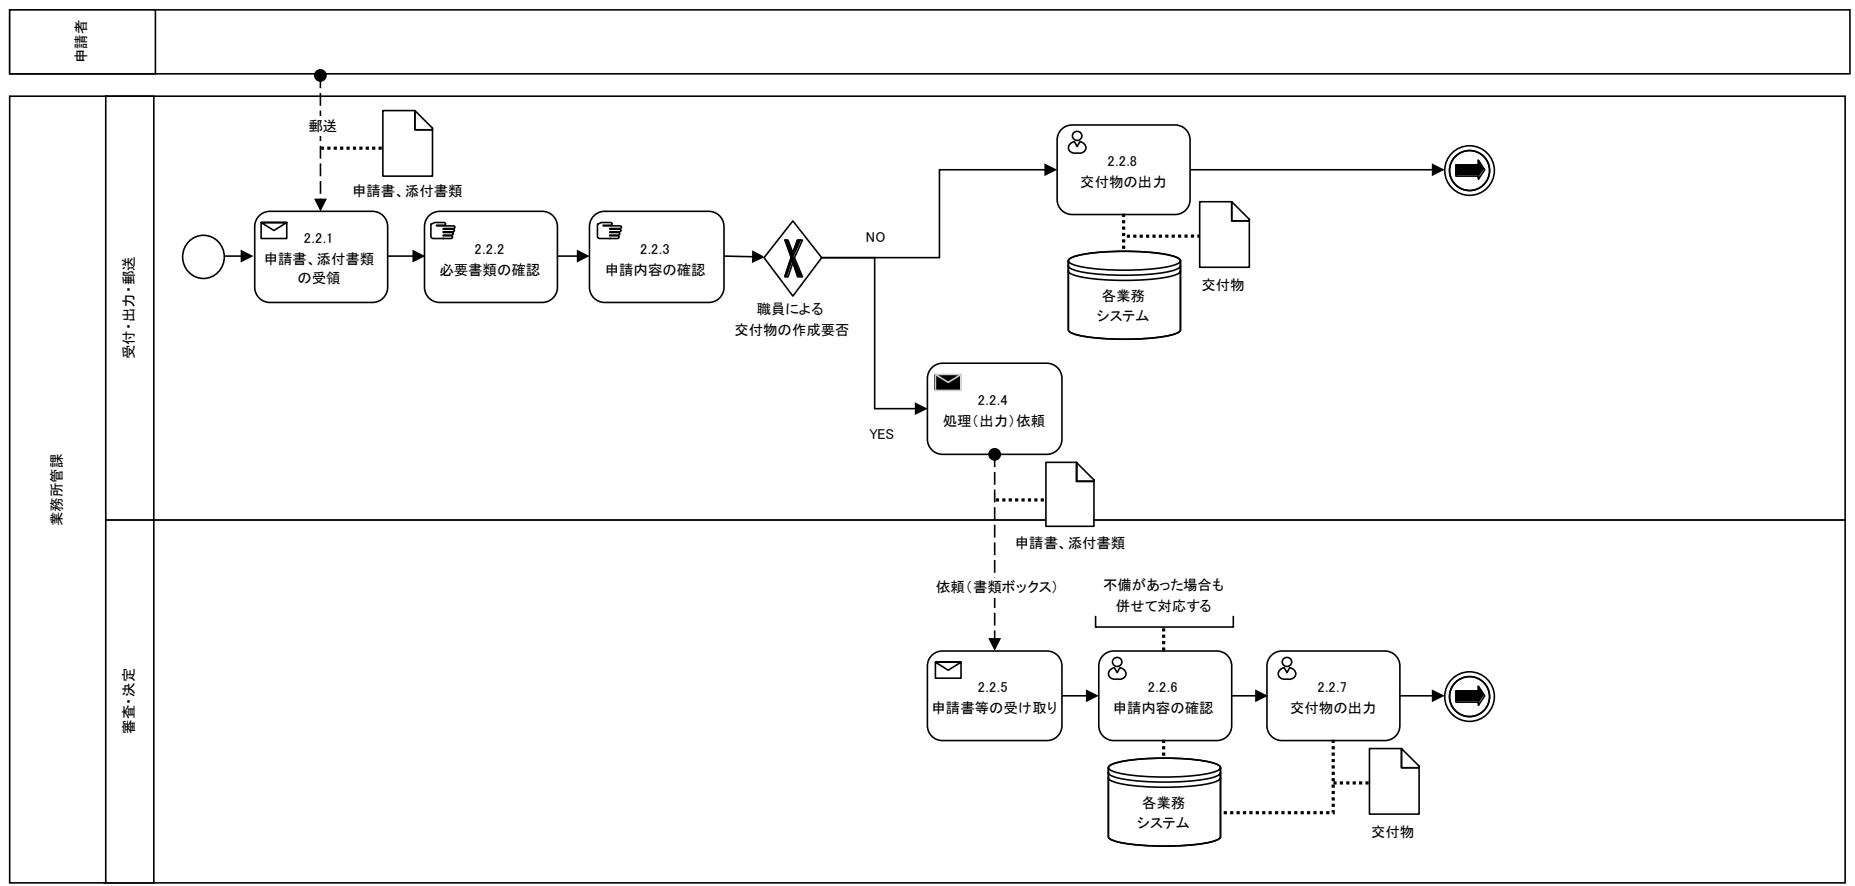 申請者
業務所管課
受付・出力・郵送
郵送
申請書、添付書類
2.2.1
申請書、添付書類
の受領
2.2.2
必要書類の確認
2.2.3
申請内容の確認
職員による
交付物の作成要否
NO
YES
2.2.8
交付物の出力
各業務
システム
交付物
2.2.4
処理（出力）依頼
申請書、添付書類
審査・決定
依頼（書類ボックス）
不備があった場合も
併せて対応する
2.2.5
申請書等の受け取り
2.2.6
申請内容の確認
2.2.7
交付物の出力
各業務
システム
交付物